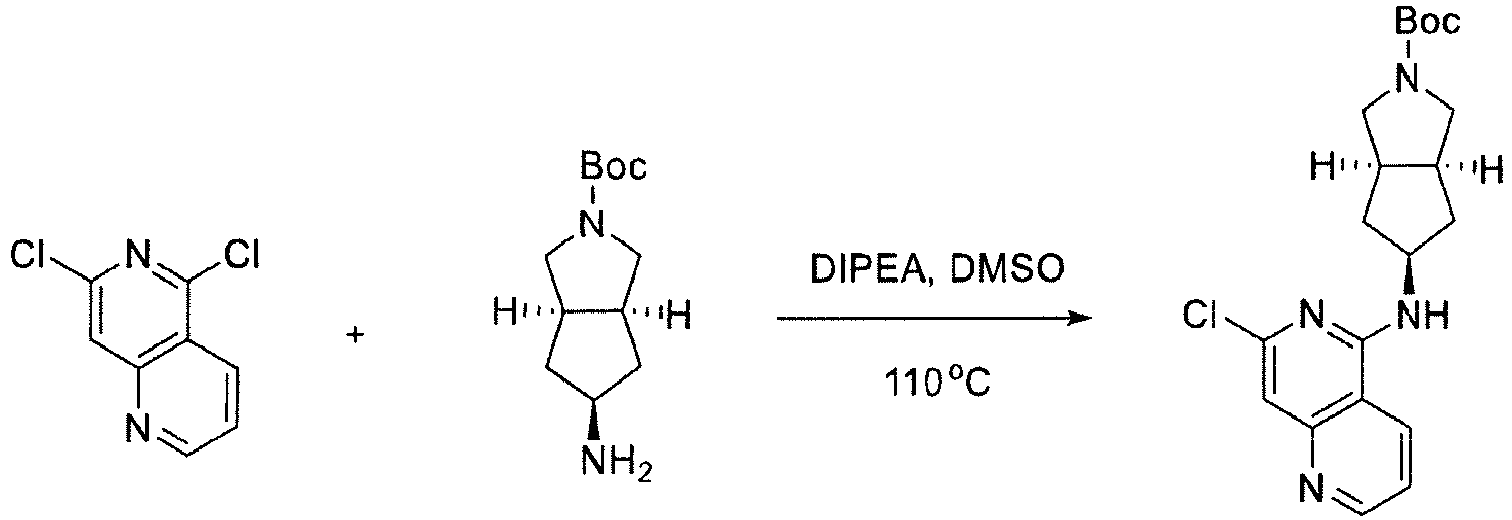 Cl N Cl
N
+
Boc
N
H H
NH₂
DIPEA, DMSO
110 °C
Boc
N
H H
Cl N NH
N